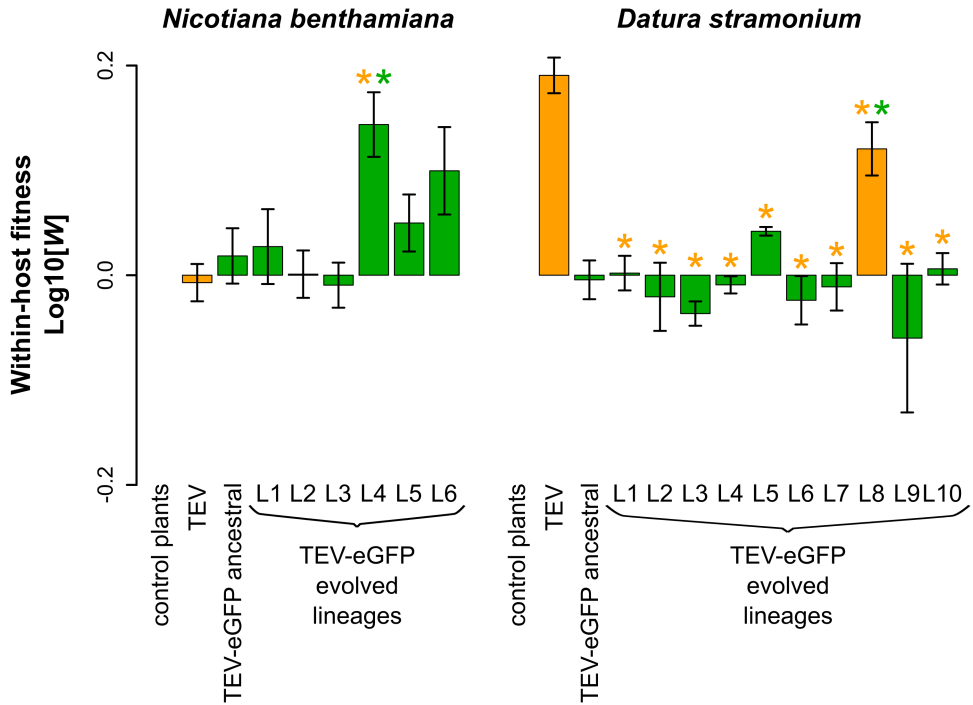 Nicotiana benthamiana
Datura stramonium
Within-host fitness
Log10[W]
0.2
0.0
-0.2
* *
*
*
*
*
*
*
*
* *
*
*
control plants
TEV
TEV-eGFP ancestral
L1 L2 L3 L4 L5 L6
TEV-eGFP
evolved
lineages
control plants
TEV
TEV-eGFP ancestral
L1 L2 L3 L4 L5 L6 L7 L8 L9 L10
TEV-eGFP
evolved
lineages